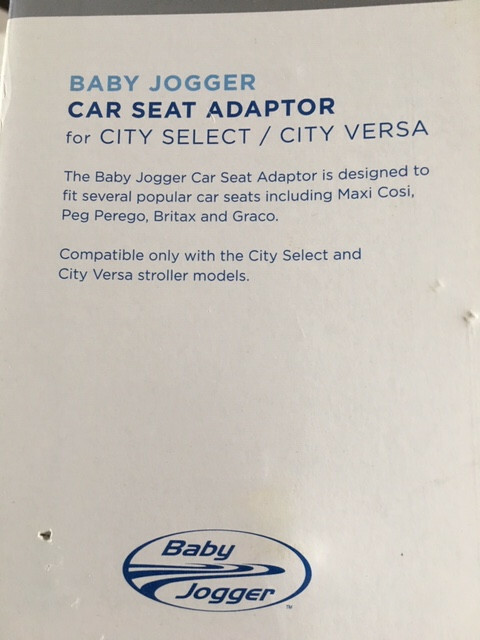 BABY JOGGER
CAR SEAT ADAPTOR
for CITY SELECT / CITY VERSA
The Baby Jogger Car Seat Adaptor is designed to
fit several popular car seats including Maxi Cosi,
Peg Perego, Britax and Graco.
Compatible only with the City Select and
City Versa stroller models.
Baby
Jogger
™